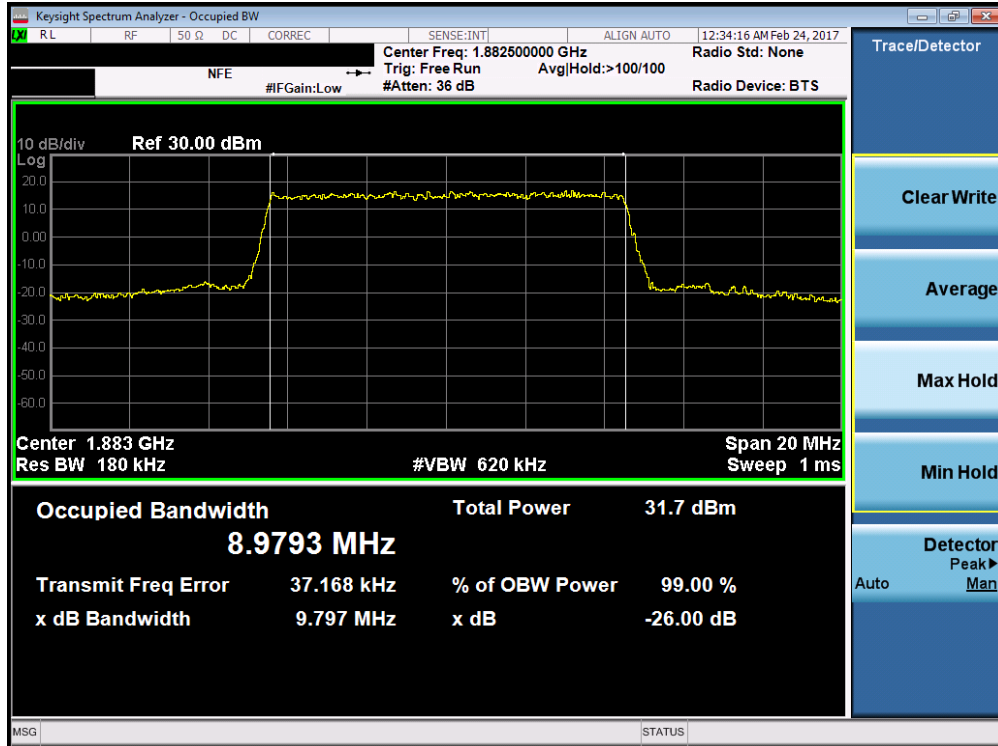 Keysight Spectrum Analyzer - Occupied BW
LXI RL RF 50 Ω DC CORREC SENSE:INT ALIGN AUTO 12:34:16 AM Feb 24, 2017
Center Freq: 1.882500000 GHz Radio Std: None
NFE Trig: Free Run Avg|Hold:>100/100
#IFGain:Low #Atten: 36 dB Radio Device: BTS
10 dB/div Ref 30.00 dBm
Log
20.0
10.0
0.00
-10.0
-20.0
-30.0
-40.0
-50.0
-60.0
Center 1.883 GHz Span 20 MHz
Res BW 180 kHz #VBW 620 kHz Sweep 1 ms
Occupied Bandwidth Total Power 31.7 dBm
8.9793 MHz
Transmit Freq Error 37.168 kHz % of OBW Power 99.00 %
x dB Bandwidth 9.797 MHz x dB -26.00 dB
MSG STATUS
Trace/Detector
Clear Write
Average
Max Hold
Min Hold
Detector
Peak▶
Auto Man